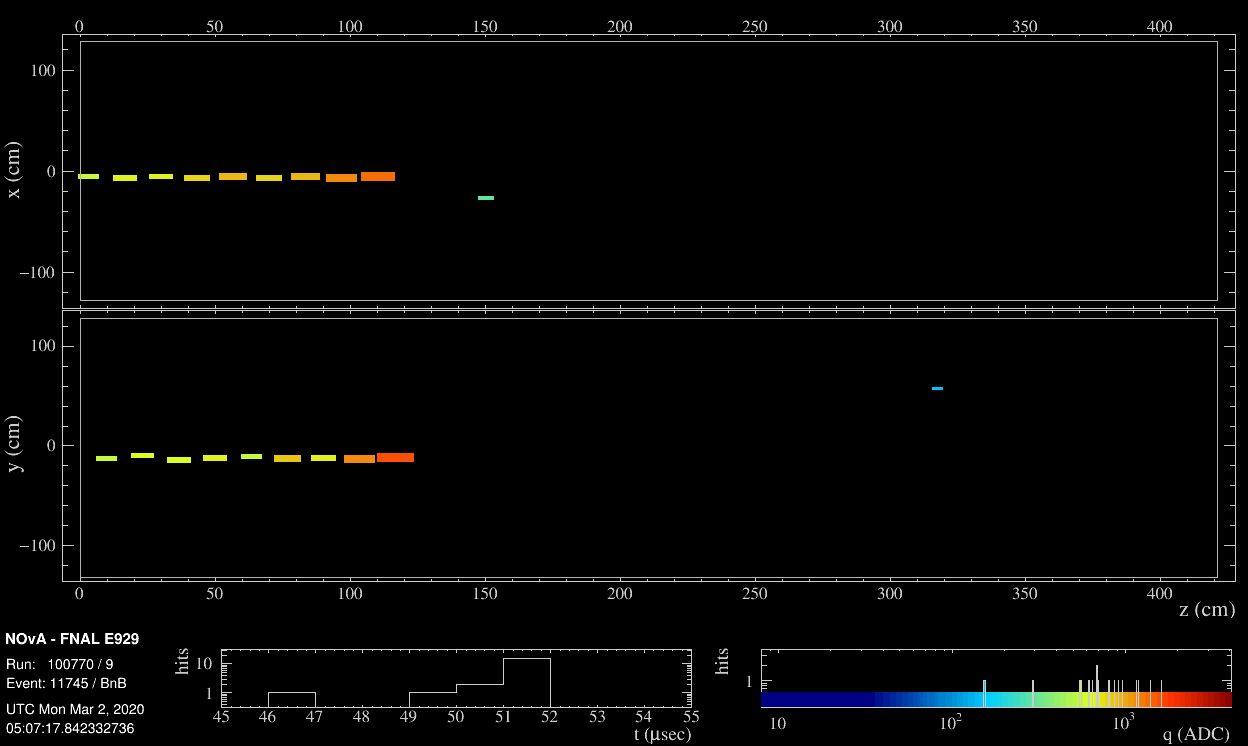 0 50 100 150 200 250 300 350 400
100
0
−100
x (cm)
100
0
−100
y (cm)
0 50 100 150 200 250 300 350 400
z (cm)
NOvA - FNAL E929
Run: 100770 / 9
Event: 11745 / BnB
UTC Mon Mar 2, 2020
05:07:17.842332736
hits
10
1
45 46 47 48 49 50 51 52 53 54 55
t (μsec)
hits
1
10 10² 10³
q (ADC)